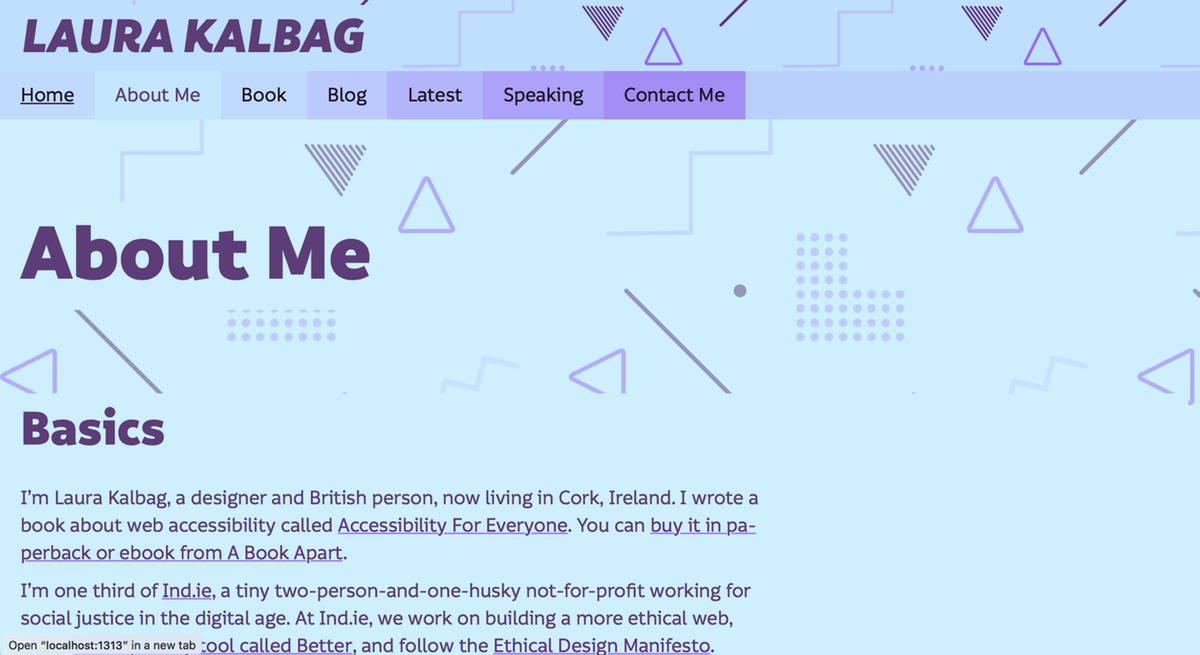 LAURA KALBAG
Home About Me Book Blog Latest Speaking Contact Me
About Me
Basics
I’m Laura Kalbag, a designer and British person, now living in Cork, Ireland. I wrote a
book about web accessibility called Accessibility For Everyone. You can buy it in pa-
perback or ebook from A Book Apart.
I’m one third of Ind.ie, a tiny two-person-and-one-husky not-for-profit working for
social justice in the digital age. At Ind.ie, we work on building a more ethical web,
tool called Better, and follow the Ethical Design Manifesto.
Open “localhost:1313” in a new tab